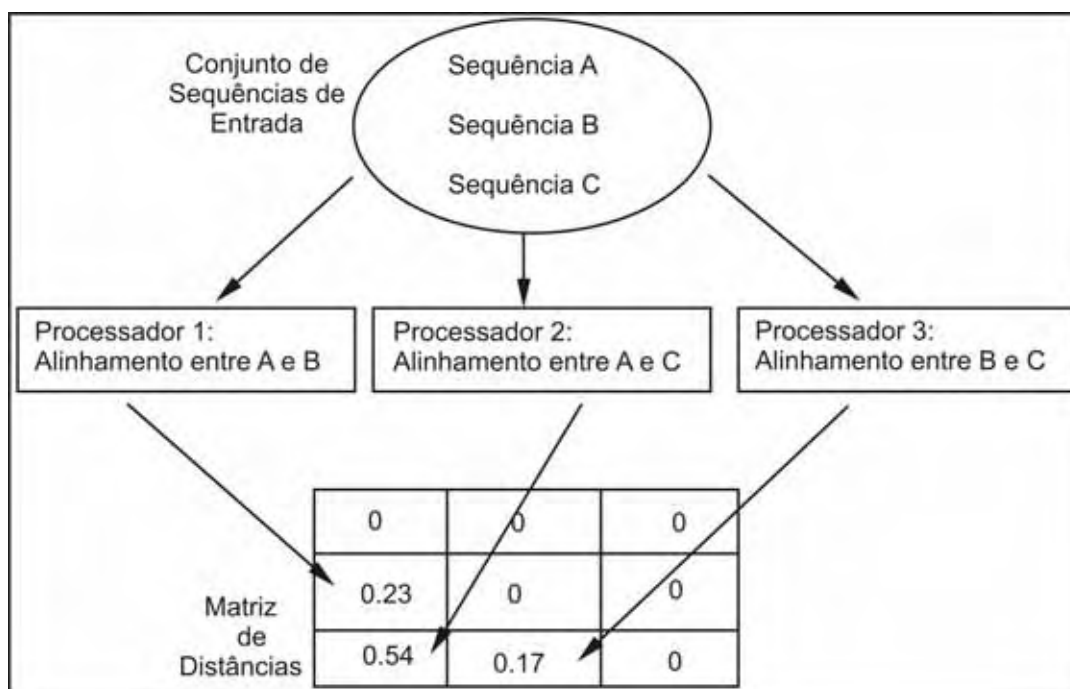 Conjunto de
Sequências de
Entrada
Sequência A
Sequência B
Sequência C
Processador 1:
Alinhamento entre A e B
Processador 2:
Alinhamento entre A e C
Processador 3:
Alinhamento entre B e C
Matriz
de
Distâncias
0 0 0
0.23 0 0
0.54 0.17 0